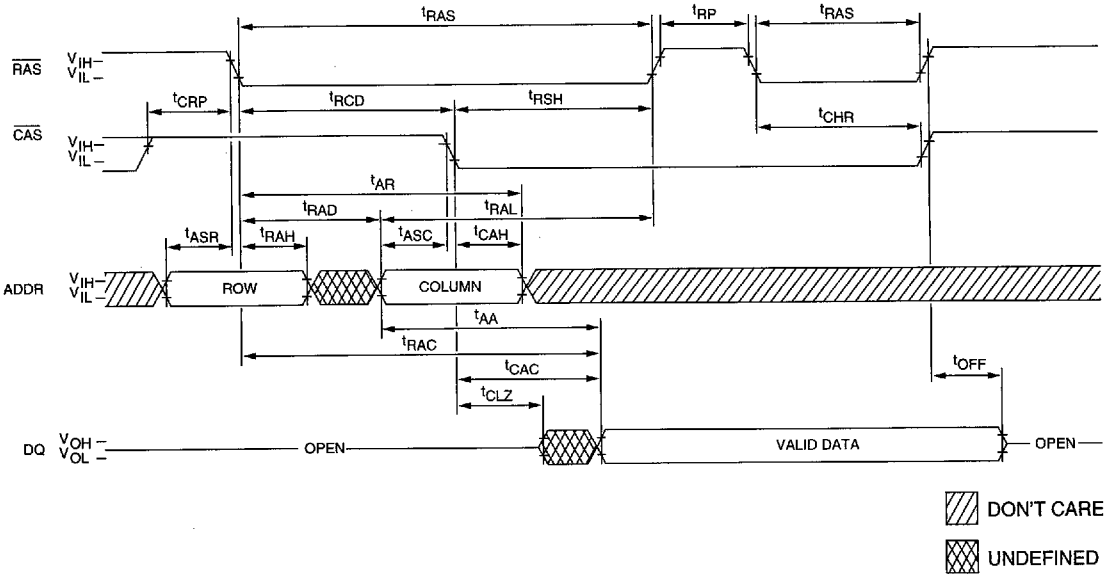 tRAS tRP tRAS
RAS VIH
VIL
tCRP tRCD tRSH
CAS VIH
VIL
tCHR
tAR
tRAD tRAL
tASR tRAH tASC tCAH
ADDR VIH
VIL
ROW COLUMN
tAA
tRAC
tCAC tOFF
tCLZ
DQ VOH
VOL
OPEN VALID DATA OPEN
DON'T CARE
UNDEFINED